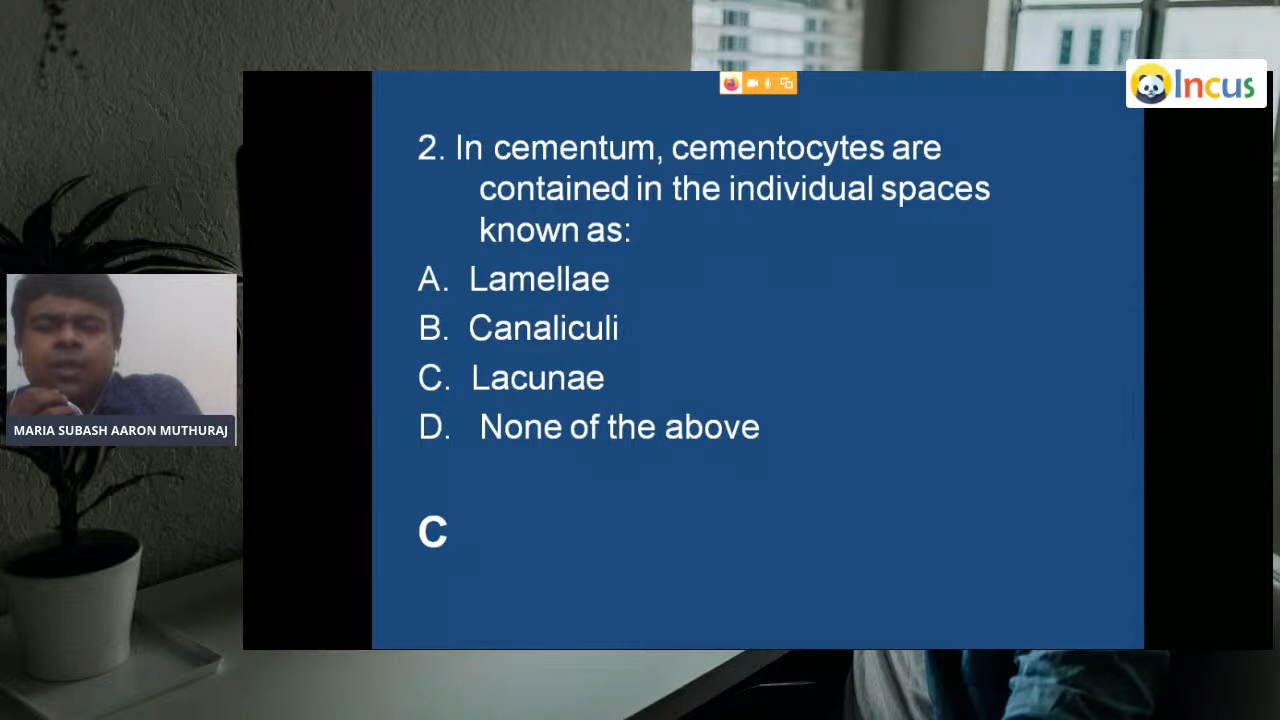 Incus
2. In cementum, cementocytes are
contained in the individual spaces
known as:
A. Lamellae
B. Canaliculi
C. Lacunae
D. None of the above
C
MARIA SUBASH AARON MUTHURAJ